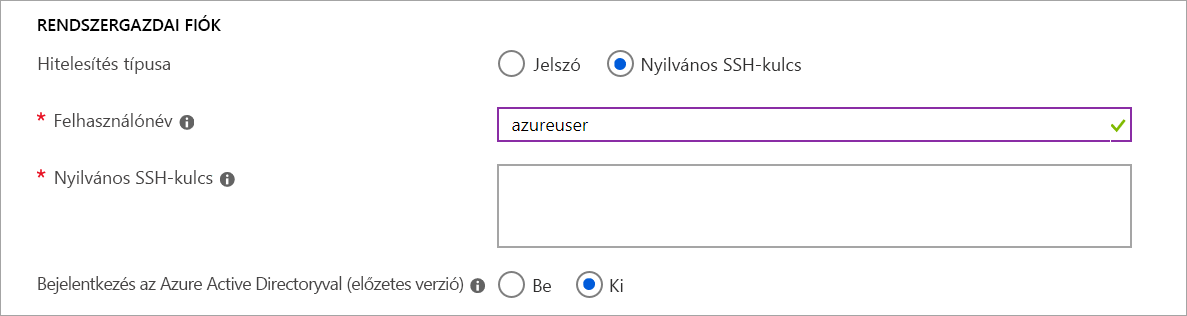 RENDSZERGAZDAI FIÓK
Hitelesítés típusa Jelszó Nyilvános SSH-kulcs
* Felhasználónév azureuser
* Nyilvános SSH-kulcs
Bejelentkezés az Azure Active Directoryval (előzetes verzió) Be Ki